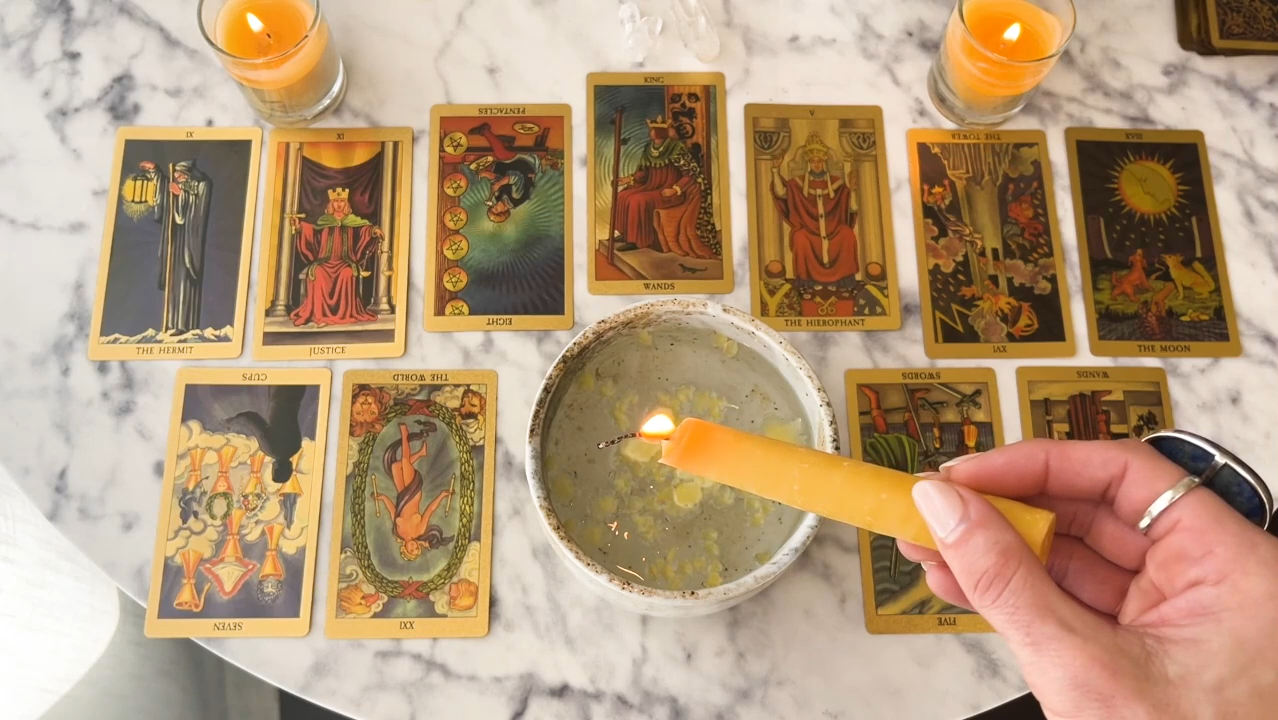 IX
THE HERMIT
XI
JUSTICE
PENTACLES
EIGHT
KING
WANDS
V
THE HIEROPHANT
THE TOWER
XVI
XVIII
THE MOON
CUPS
SEVEN
THE WORLD
XXI
SWORDS
FIVE
WANDS